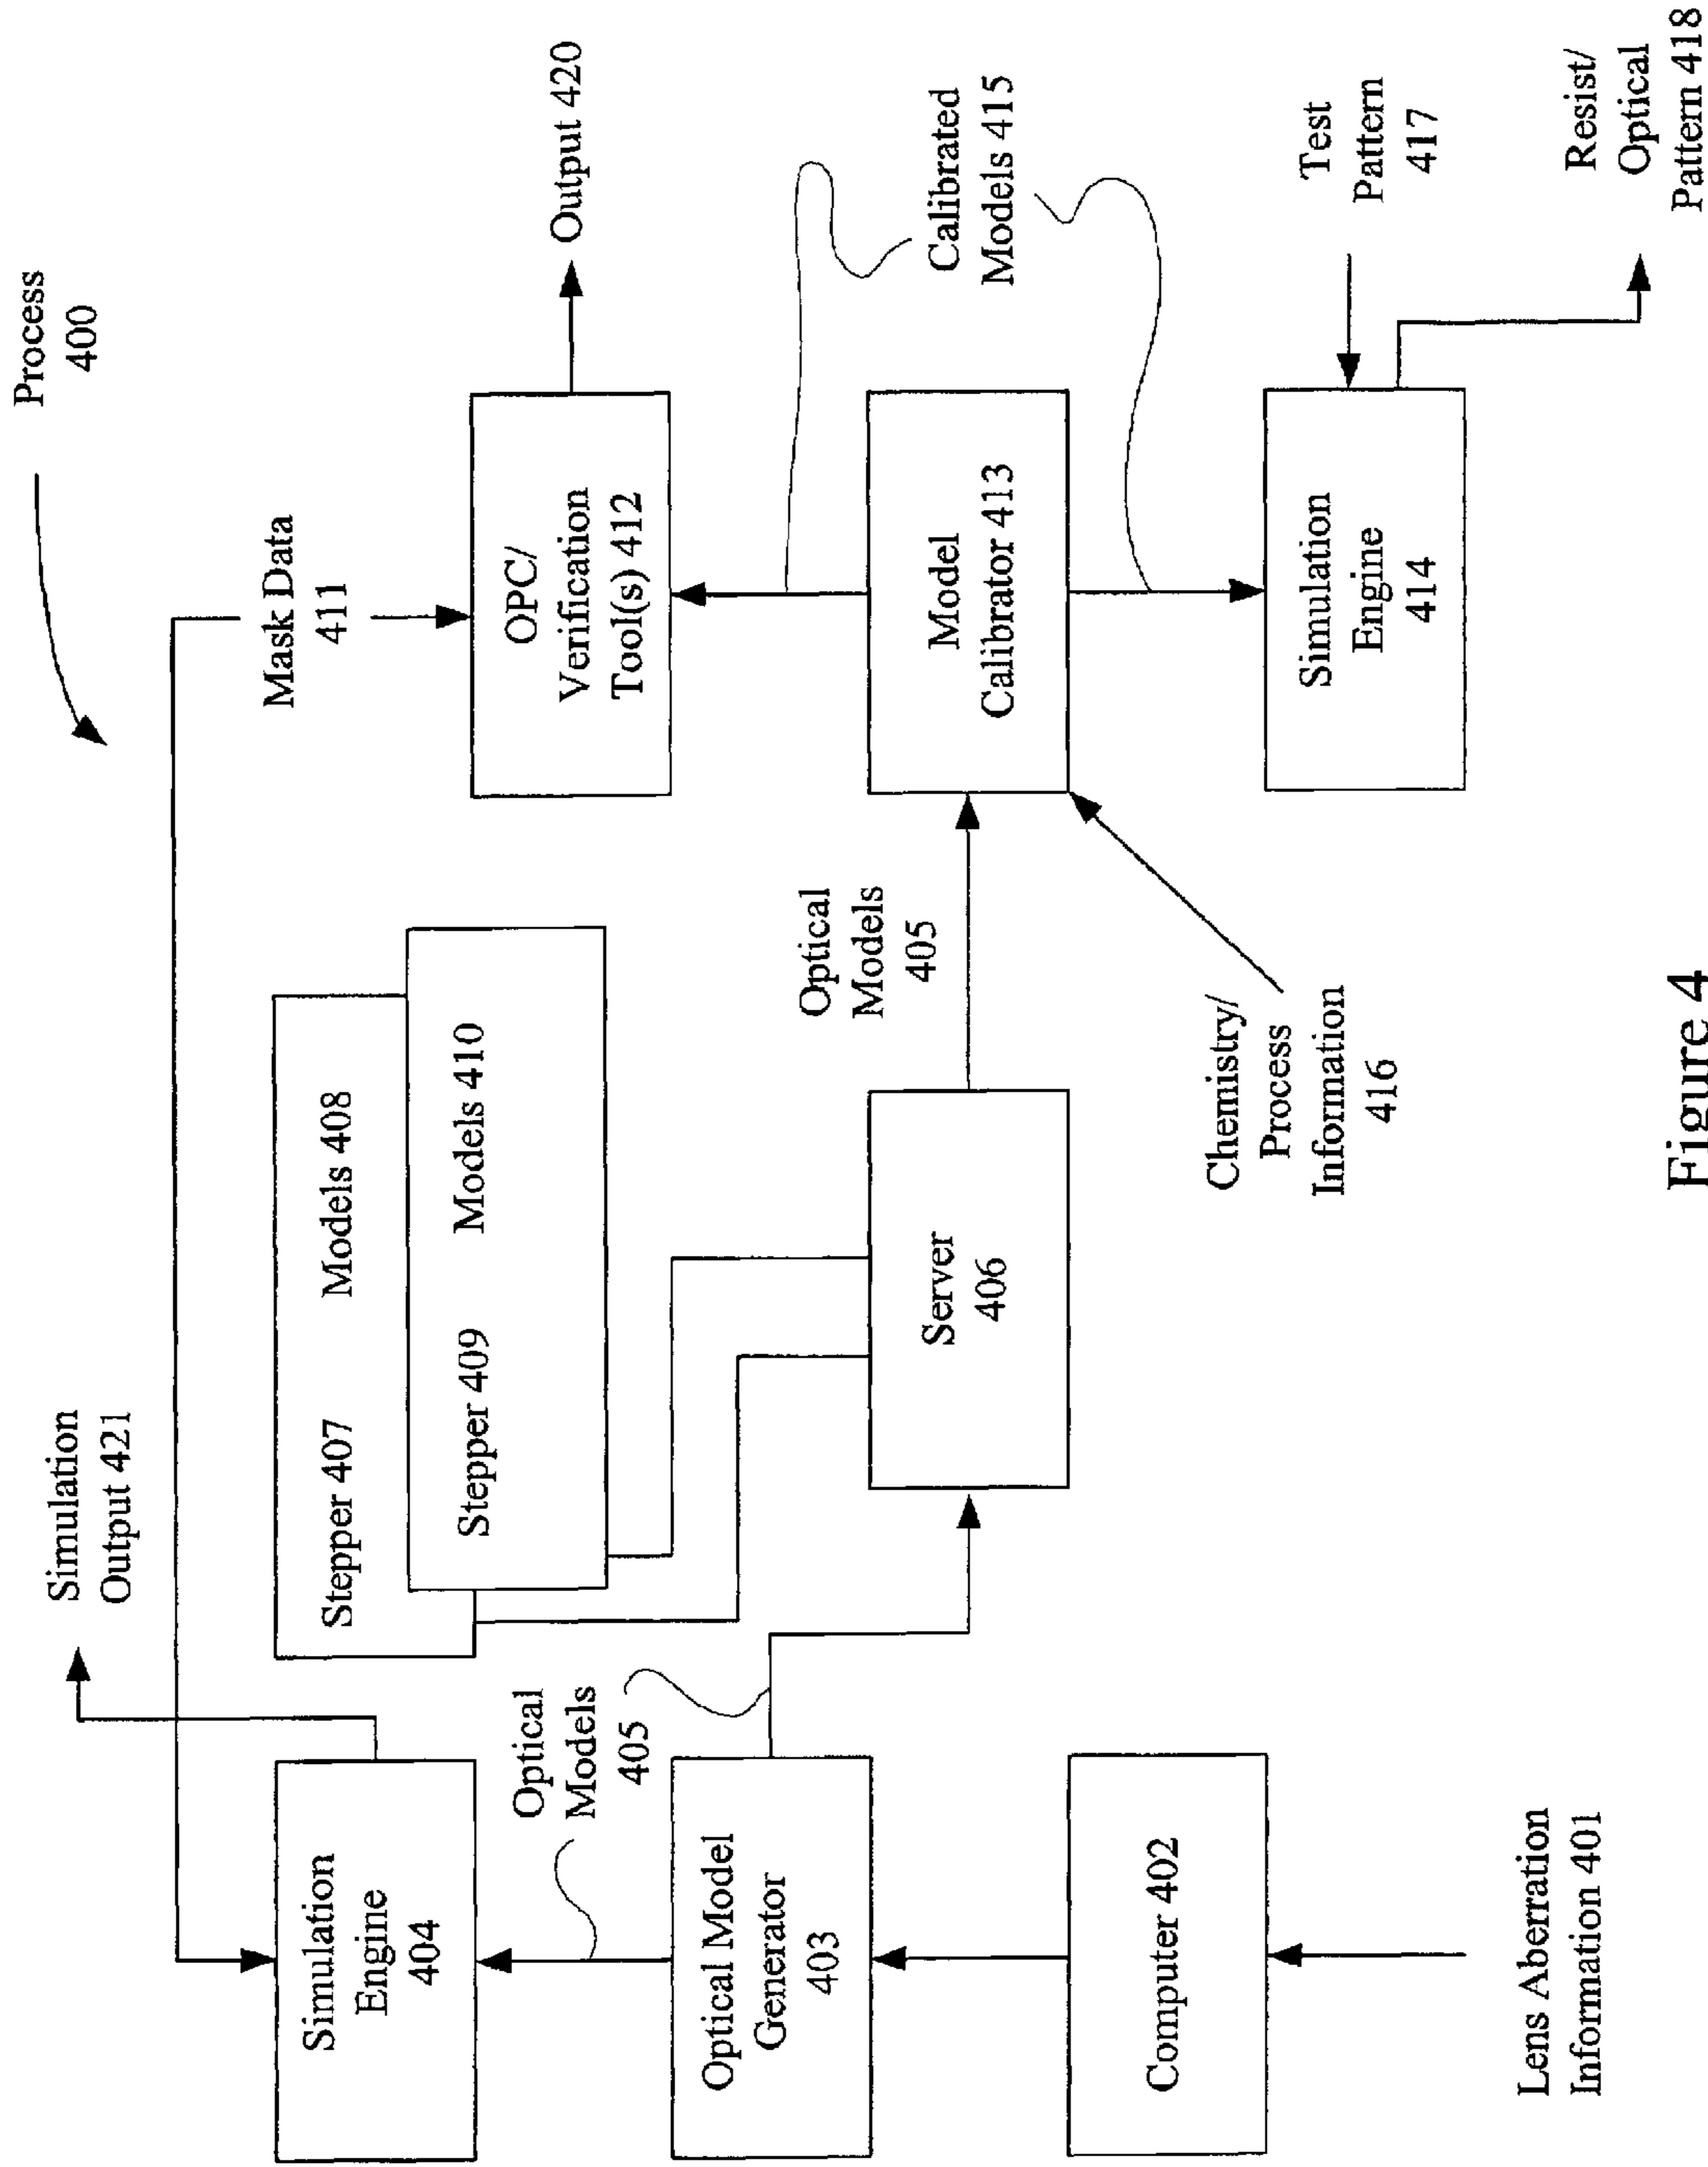 Process
400
Simulation
Output 421
Mask Data
411
Output 420
Simulation
Engine
404
Stepper 407
Models 408
Stepper 409
Models 410
OPC/
Verification
Tool(s) 412
Optical
Models
405
Optical Model
Generator
403
Server
406
Optical
Models
405
Model
Calibrator 413
Calibrated
Models 415
Computer 402
Chemistry/
Process
Information
416
Simulation
Engine
414
Test
Pattern
417
Lens Aberration
Information 401
Resist/
Optical
Pattern 418
Figure 4